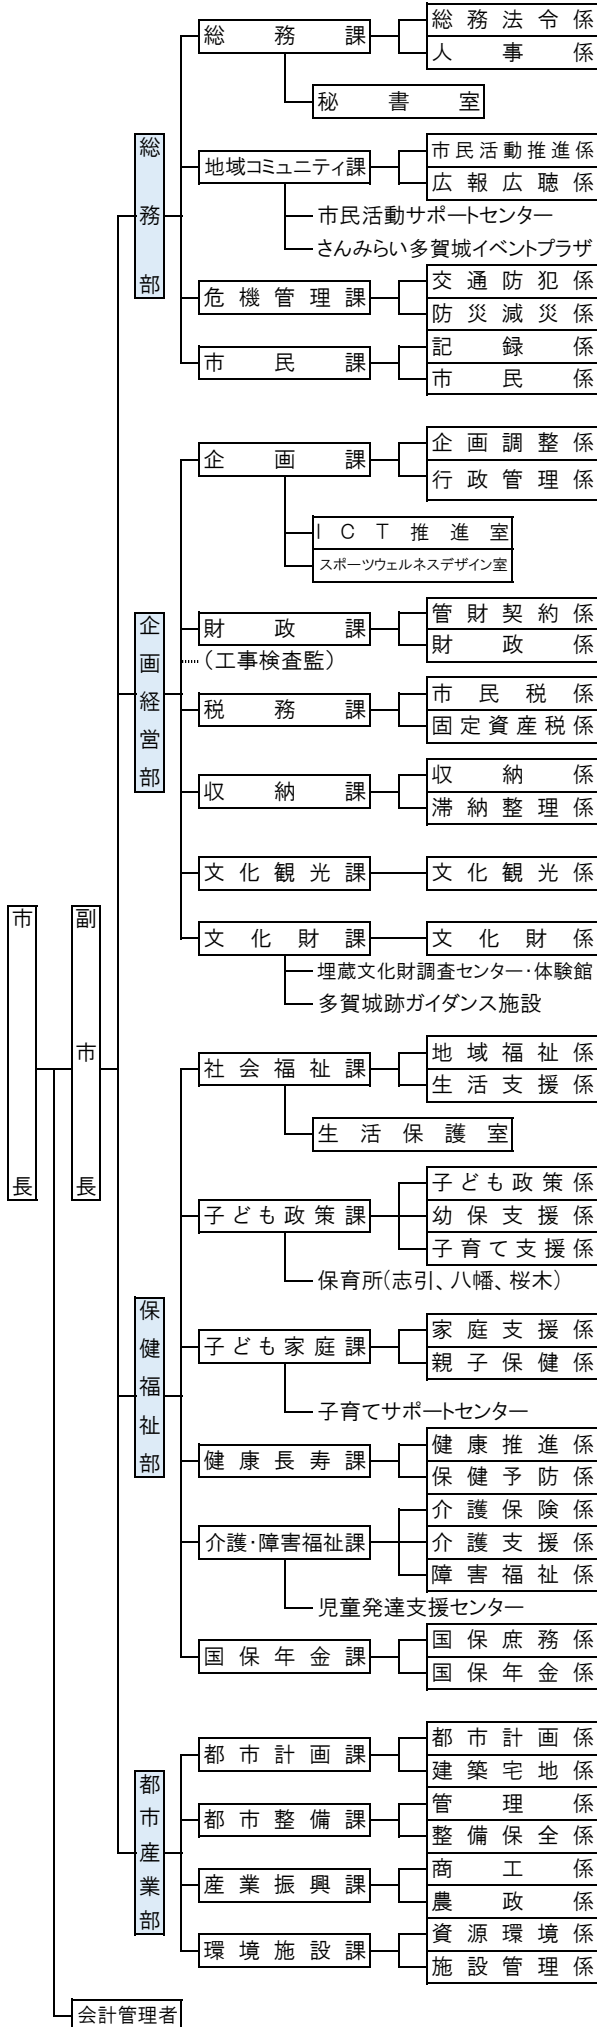 市長
副市長
総務部
総務課
総務法令係
人事係
秘書室
地域コミュニティ課
市民活動推進係
広報広聴係
市民活動サポートセンター
さんみらい多賀城イベントプラザ
危機管理課
交通防犯係
防災減災係
市民課
記録係
市民係
企画経営部
企画課
企画調整係
行政管理係
ICT推進室
スポーツウェルネスデザイン室
財政課
管財契約係
財政係
(工事検査監)
税務課
市民税係
固定資産税係
収納課
収納係
滞納整理係
文化観光課
文化観光係
文化財課
文化財係
埋蔵文化財調査センター・体験館
多賀城跡ガイダンス施設
保健福祉部
社会福祉課
地域福祉係
生活支援係
生活保護室
子ども政策課
子ども政策係
幼保支援係
子育て支援係
保育所(志引、八幡、桜木)
子ども家庭課
家庭支援係
親子保健係
子育てサポートセンター
健康長寿課
健康推進係
保健予防係
介護・障害福祉課
介護保険係
介護支援係
障害福祉係
児童発達支援センター
国保年金課
国保庶務係
国保年金係
都市産業部
都市計画課
都市計画係
建築宅地係
都市整備課
管理係
整備保全係
産業振興課
商工係
農政係
環境施設課
資源環境係
施設管理係
会計管理者